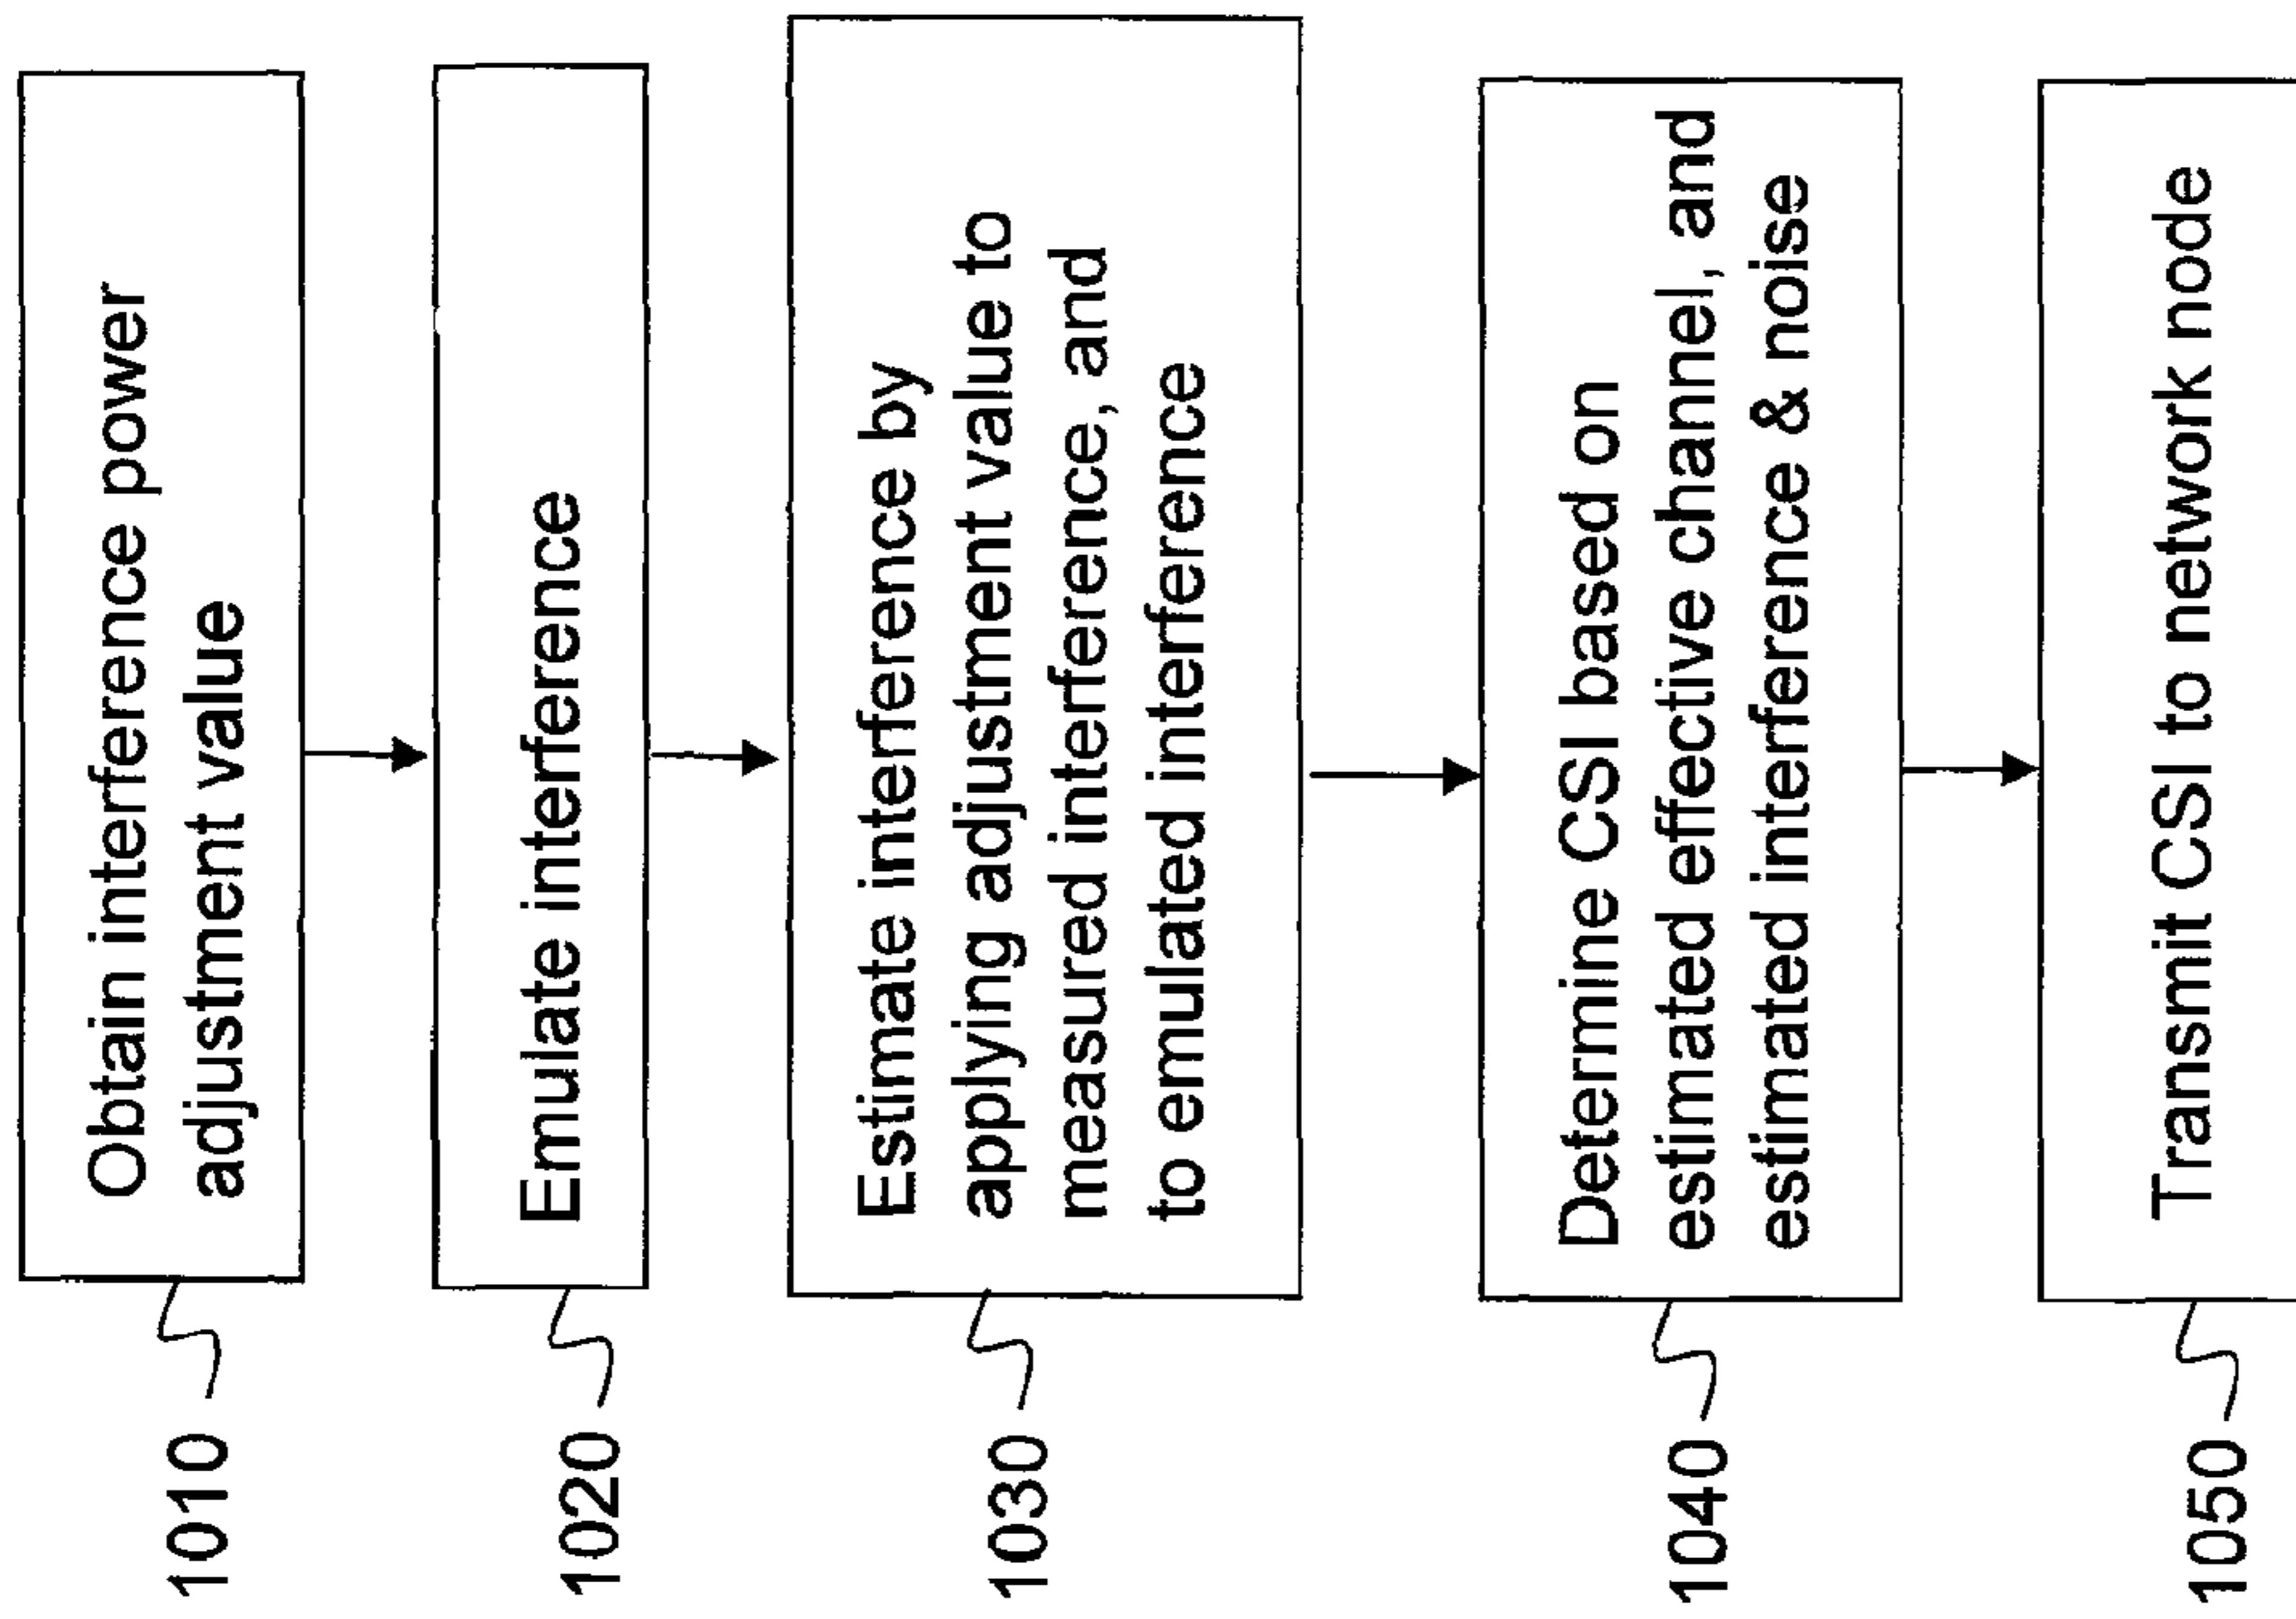 1010
Obtain interference power
adjustment value
1020
Emulate interference
1030
Estimate interference by
applying adjustment value to
measured interference, and
to emulated interference
1040
Determine CSI based on
estimated effective channel, and
estimated interference & noise
1050
Transmit CSI to network node